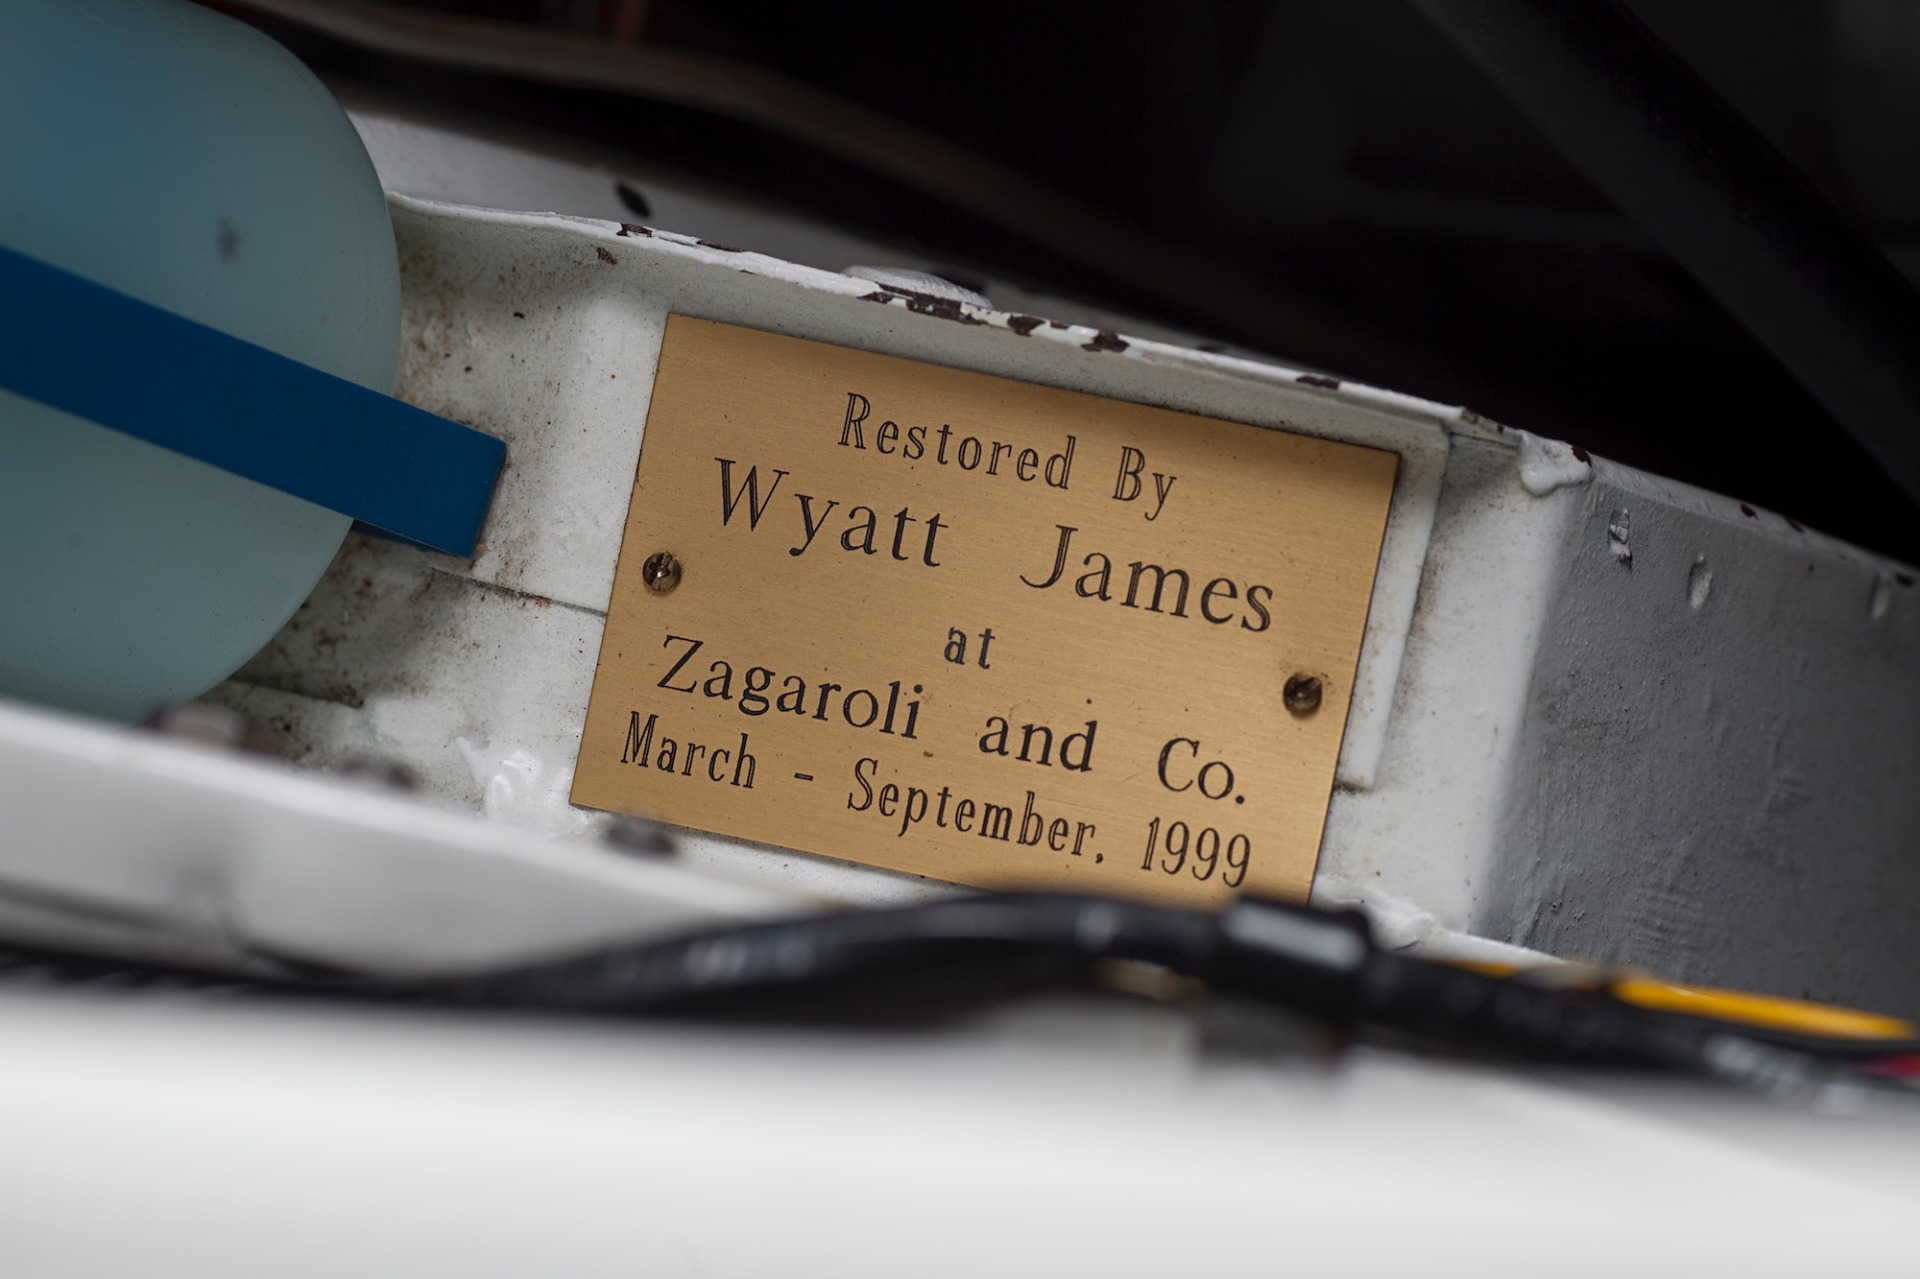 Restored By
Wyatt James
at
Zagaroli and Co.
March - September, 1999